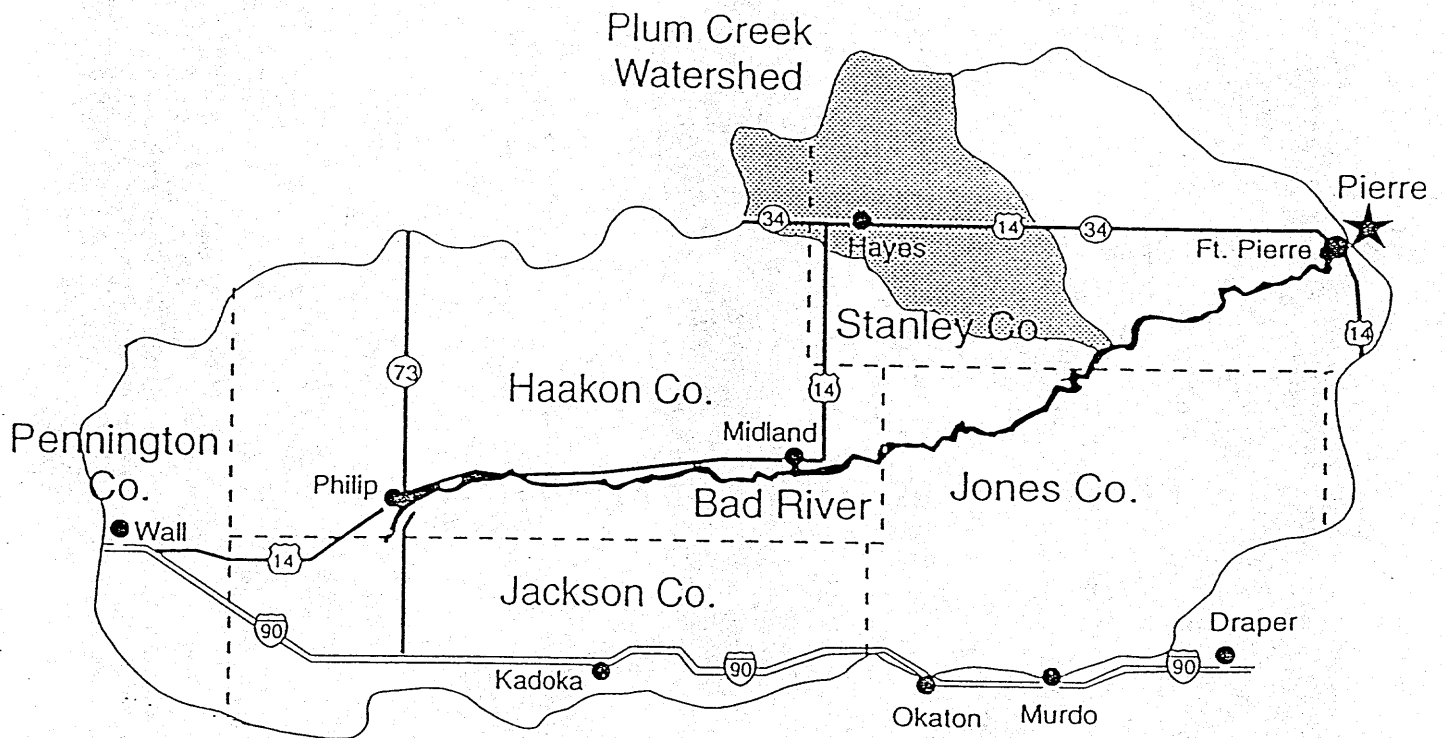 Plum Creek
Watershed
Pierre
34
Hayes
14
34
Ft. Pierre
Stanley Co
14
73
Haakon Co.
14
Midland
Pennington
Co.
Philip
Bad River
Jones Co.
Wall
14
Jackson Co.
90
Draper
Kadoka
90
90
Okaton
Murdo